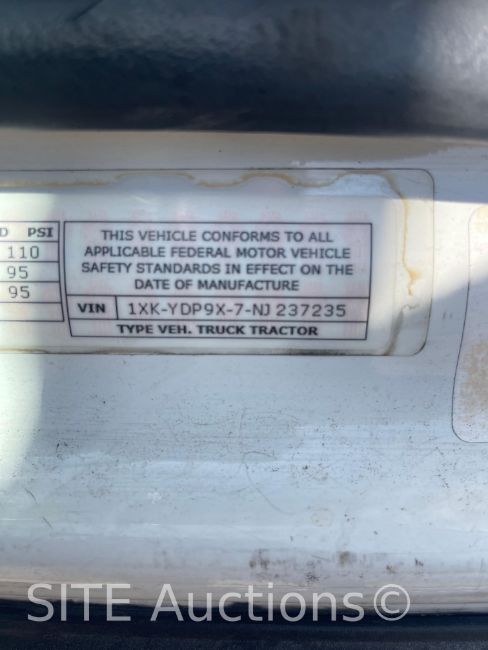 D PSI
110
95
95
THIS VEHICLE CONFORMS TO ALL
APPLICABLE FEDERAL MOTOR VEHICLE
SAFETY STANDARDS IN EFFECT ON THE
DATE OF MANUFACTURE
VIN 1XK-YDP9X-7-NJ 237235
TYPE VEH. TRUCK TRACTOR
SITE Auctions©